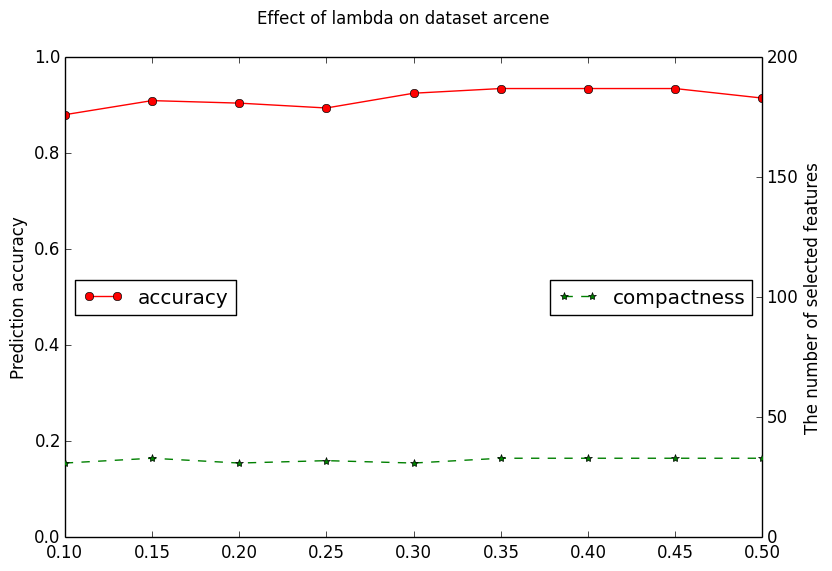 Effect of lambda on dataset arcene
1.0
0.8
0.6
0.4
0.2
0.0
Prediction accuracy
accuracy
compactness
200
150
100
50
0
The number of selected features
0.10 0.15 0.20 0.25 0.30 0.35 0.40 0.45 0.50